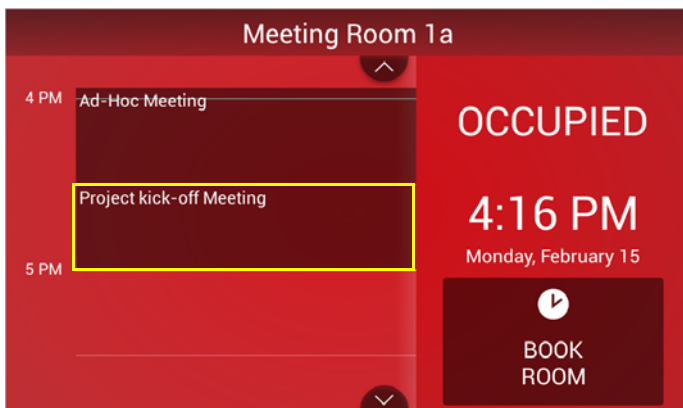 Meeting Room 1a
4 PM
Ad-Hoc Meeting
Project kick-off Meeting
5 PM
OCCUPIED
4:16 PM
Monday, February 15
BOOK
ROOM